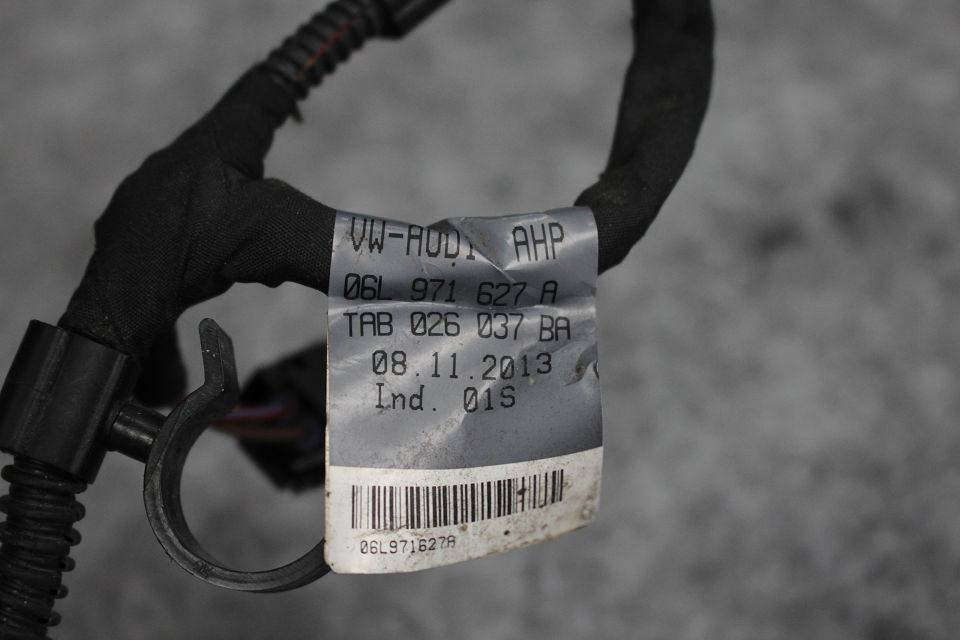 VW-AUDI AHP
06L 971 627 A
TAB 026 037 BA
08.11.2013
Ind. 01S
06L971627A